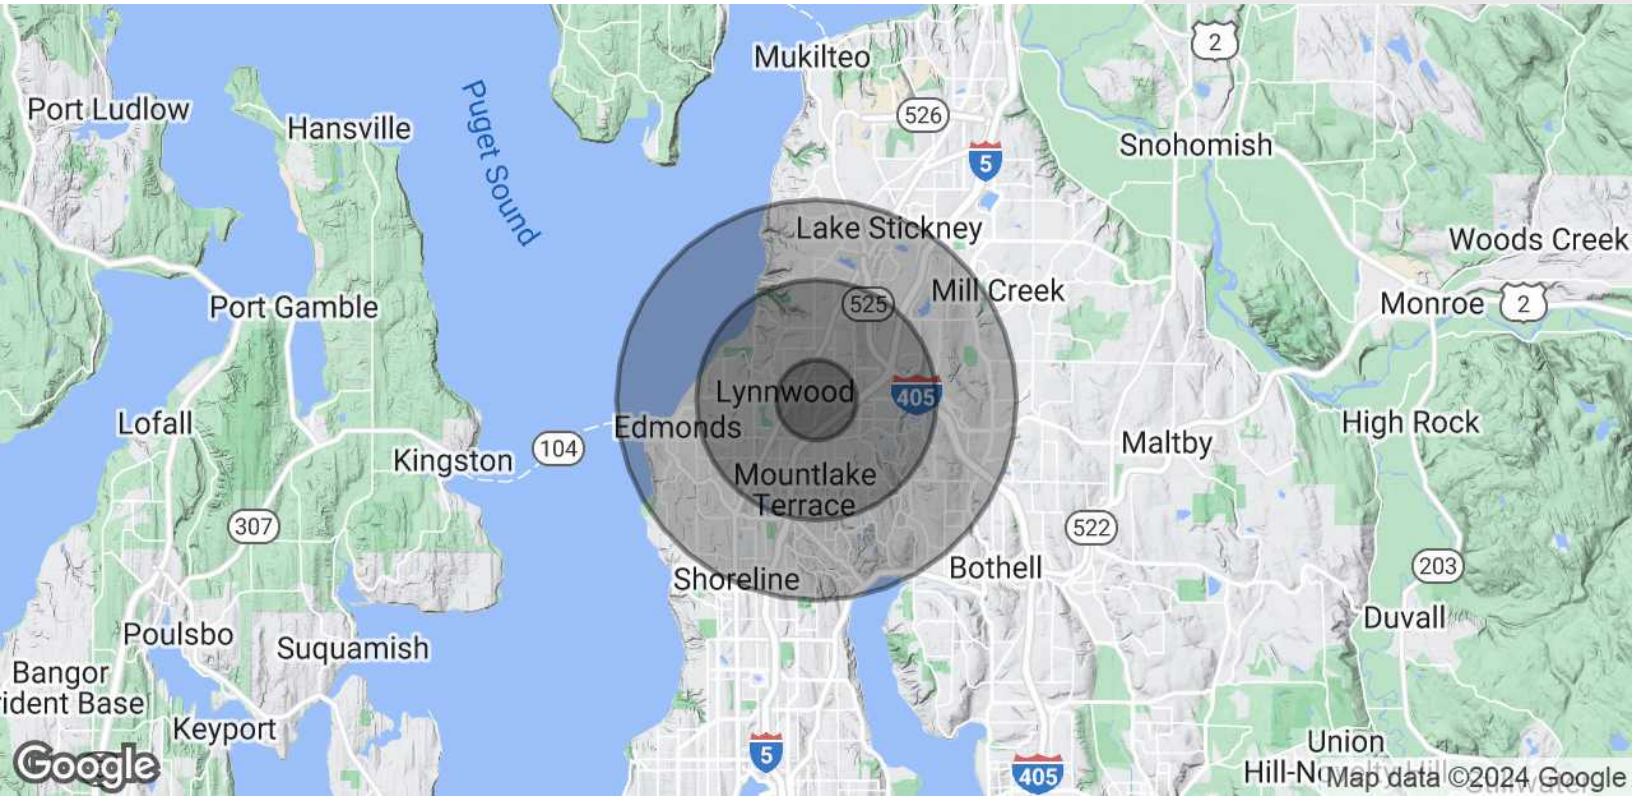 Mukilteo
2
Port Ludlow
Hansville
Puget Sound
526
Snohomish
5
Lake Stickney
Woods Creek
Port Gamble
525
Mill Creek
Monroe
2
Lynnwood
405
Lofall
Edmonds
104
High Rock
Maltby
Kingston
Mountlake
Terrace
307
522
Shoreline
Bothell
203
Duvall
Poulsbo
Suquamish
Bangor
rident Base
Keyport
Union
5
405
Google
Map data ©2024 Google